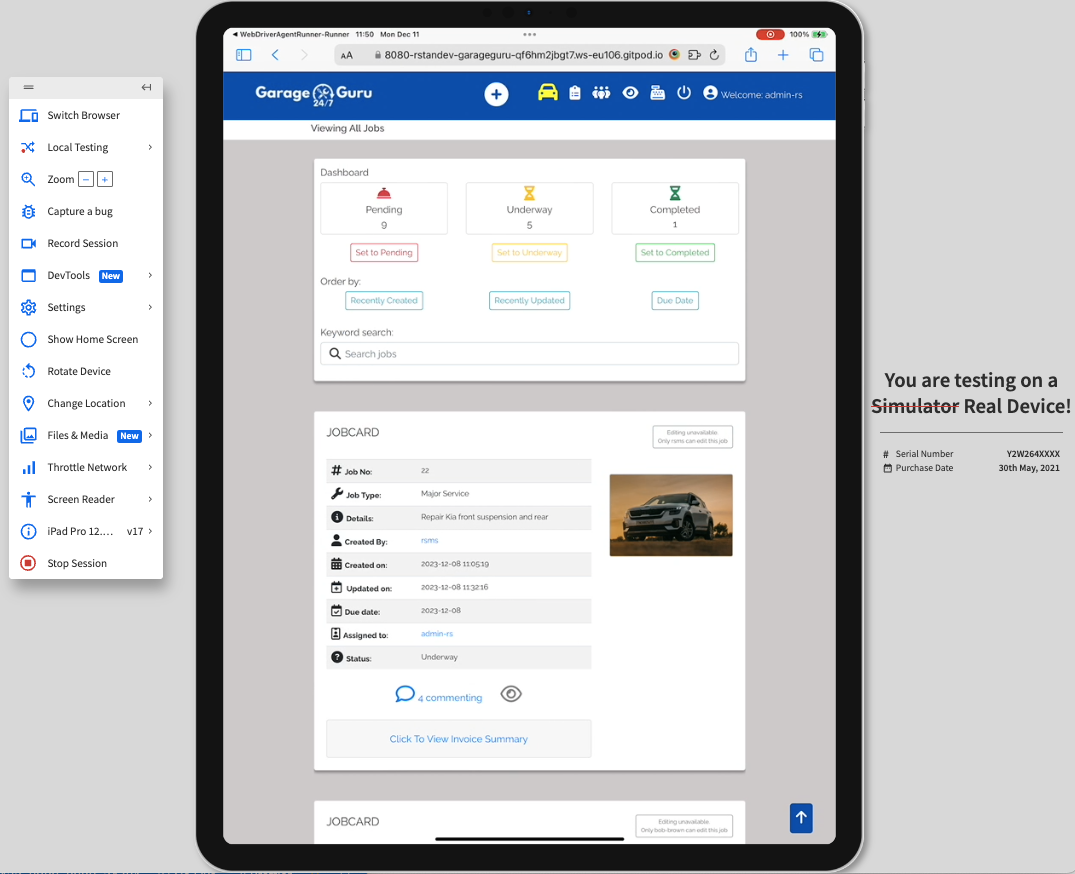 WebDriverAgentRunner-Runner 11:50 Mon Dec 11
100%
AA 8080-rstandev-garageguru-qf6hm2jbgt7.ws-eu106.gitpod.io
Garage 24/7 Guru
Welcome: admin-rs
Viewing All Jobs
Switch Browser
Local Testing
Zoom − +
Capture a bug
Record Session
DevTools New
Settings
Show Home Screen
Rotate Device
Change Location
Files & Media New
Throttle Network
Screen Reader
iPad Pro 12.... v17
Stop Session
Dashboard
Pending
9
Underway
5
Completed
1
Set to Pending
Set to Underway
Set to Completed
Order by:
Recently Created
Recently Updated
Due Date
Keyword search:
Search jobs
JOBCARD
Editing unavailable.
Only rsms can edit this job
Job No: 22
Job Type: Major Service
Details: Repair Kia front suspension and rear
Created By: rsms
Created on: 2023-12-08 11:05:19
Updated on: 2023-12-08 11:32:16
Due date: 2023-12-08
Assigned to: admin-rs
Status: Underway
4 commenting
Click To View Invoice Summary
JOBCARD
Editing unavailable.
Only bob-brown can edit this job
You are testing on a
Simulator Real Device!
# Serial Number Y2W264XXXX
Purchase Date 30th May, 2021